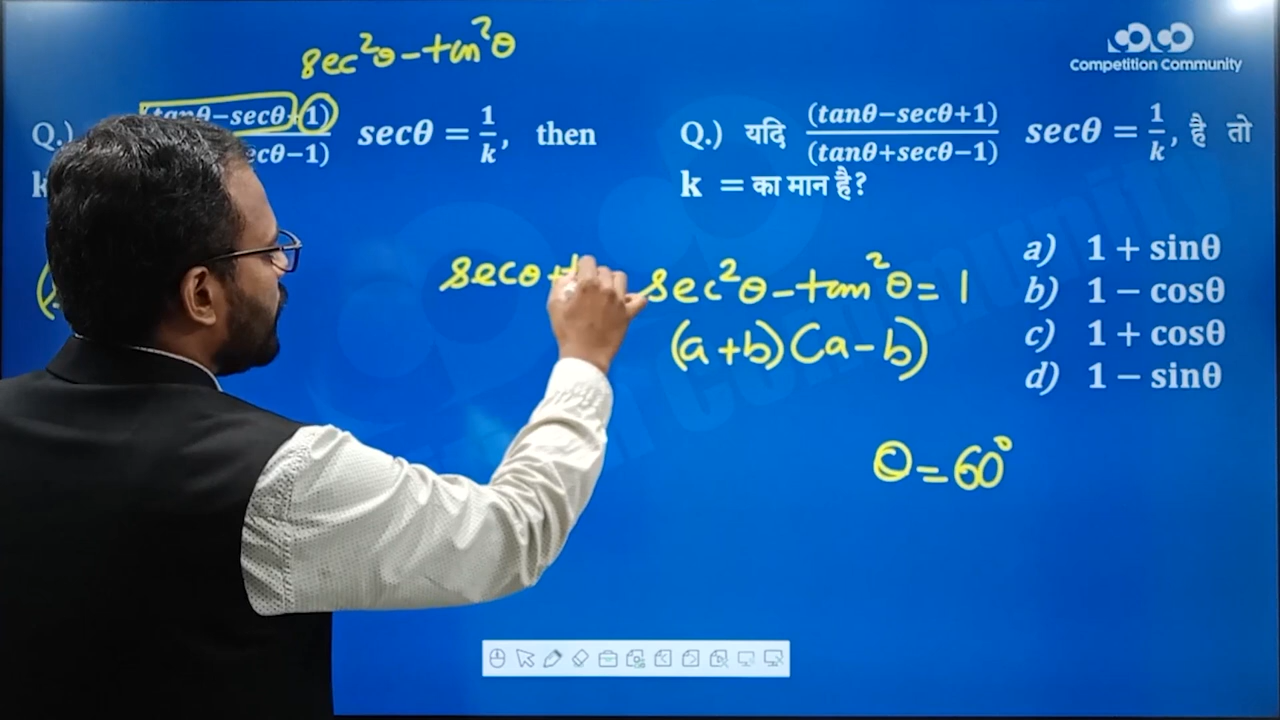 sec²θ-tan²θ
Competition Community
Q.) tanθ-secθ+1) secθ = 1/k, then
ecθ-1)
k
Q.) यदि (tanθ-secθ+1)/(tanθ+secθ-1) secθ = 1/k, है तो
k = का मान है?
secθ+ sec²θ-tan²θ=1
(a+b)(a-b)
a) 1 + sinθ
b) 1 - cosθ
c) 1 + cosθ
d) 1 - sinθ
θ=60°